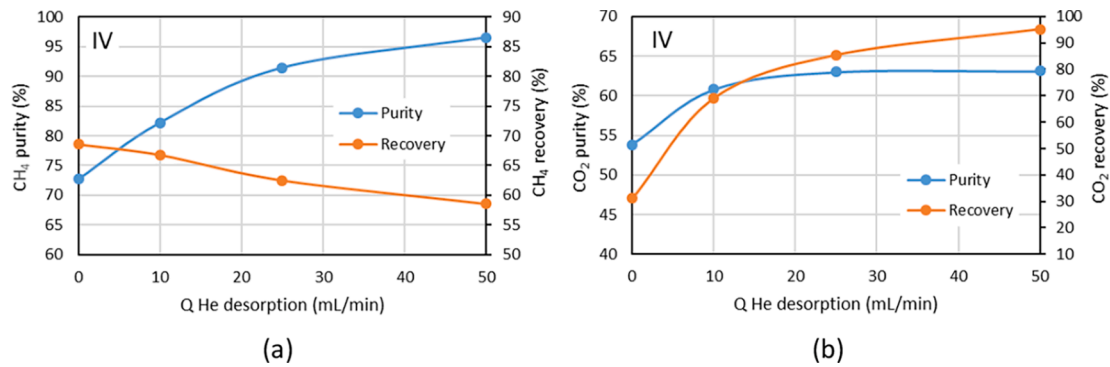 IV
CH₄ purity (%)
100
95
90
85
80
75
70
65
60
90
85
80
75
70
65
60
55
50
CH₄ recovery (%)
Purity
Recovery
0 10 20 30 40 50
Q He desorption (mL/min)
(a)
IV
CO₂ purity (%)
70
65
60
55
50
45
40
100
90
80
70
60
50
40
30
20
10
CO₂ recovery (%)
Purity
Recovery
0 10 20 30 40 50
Q He desorption (mL/min)
(b)